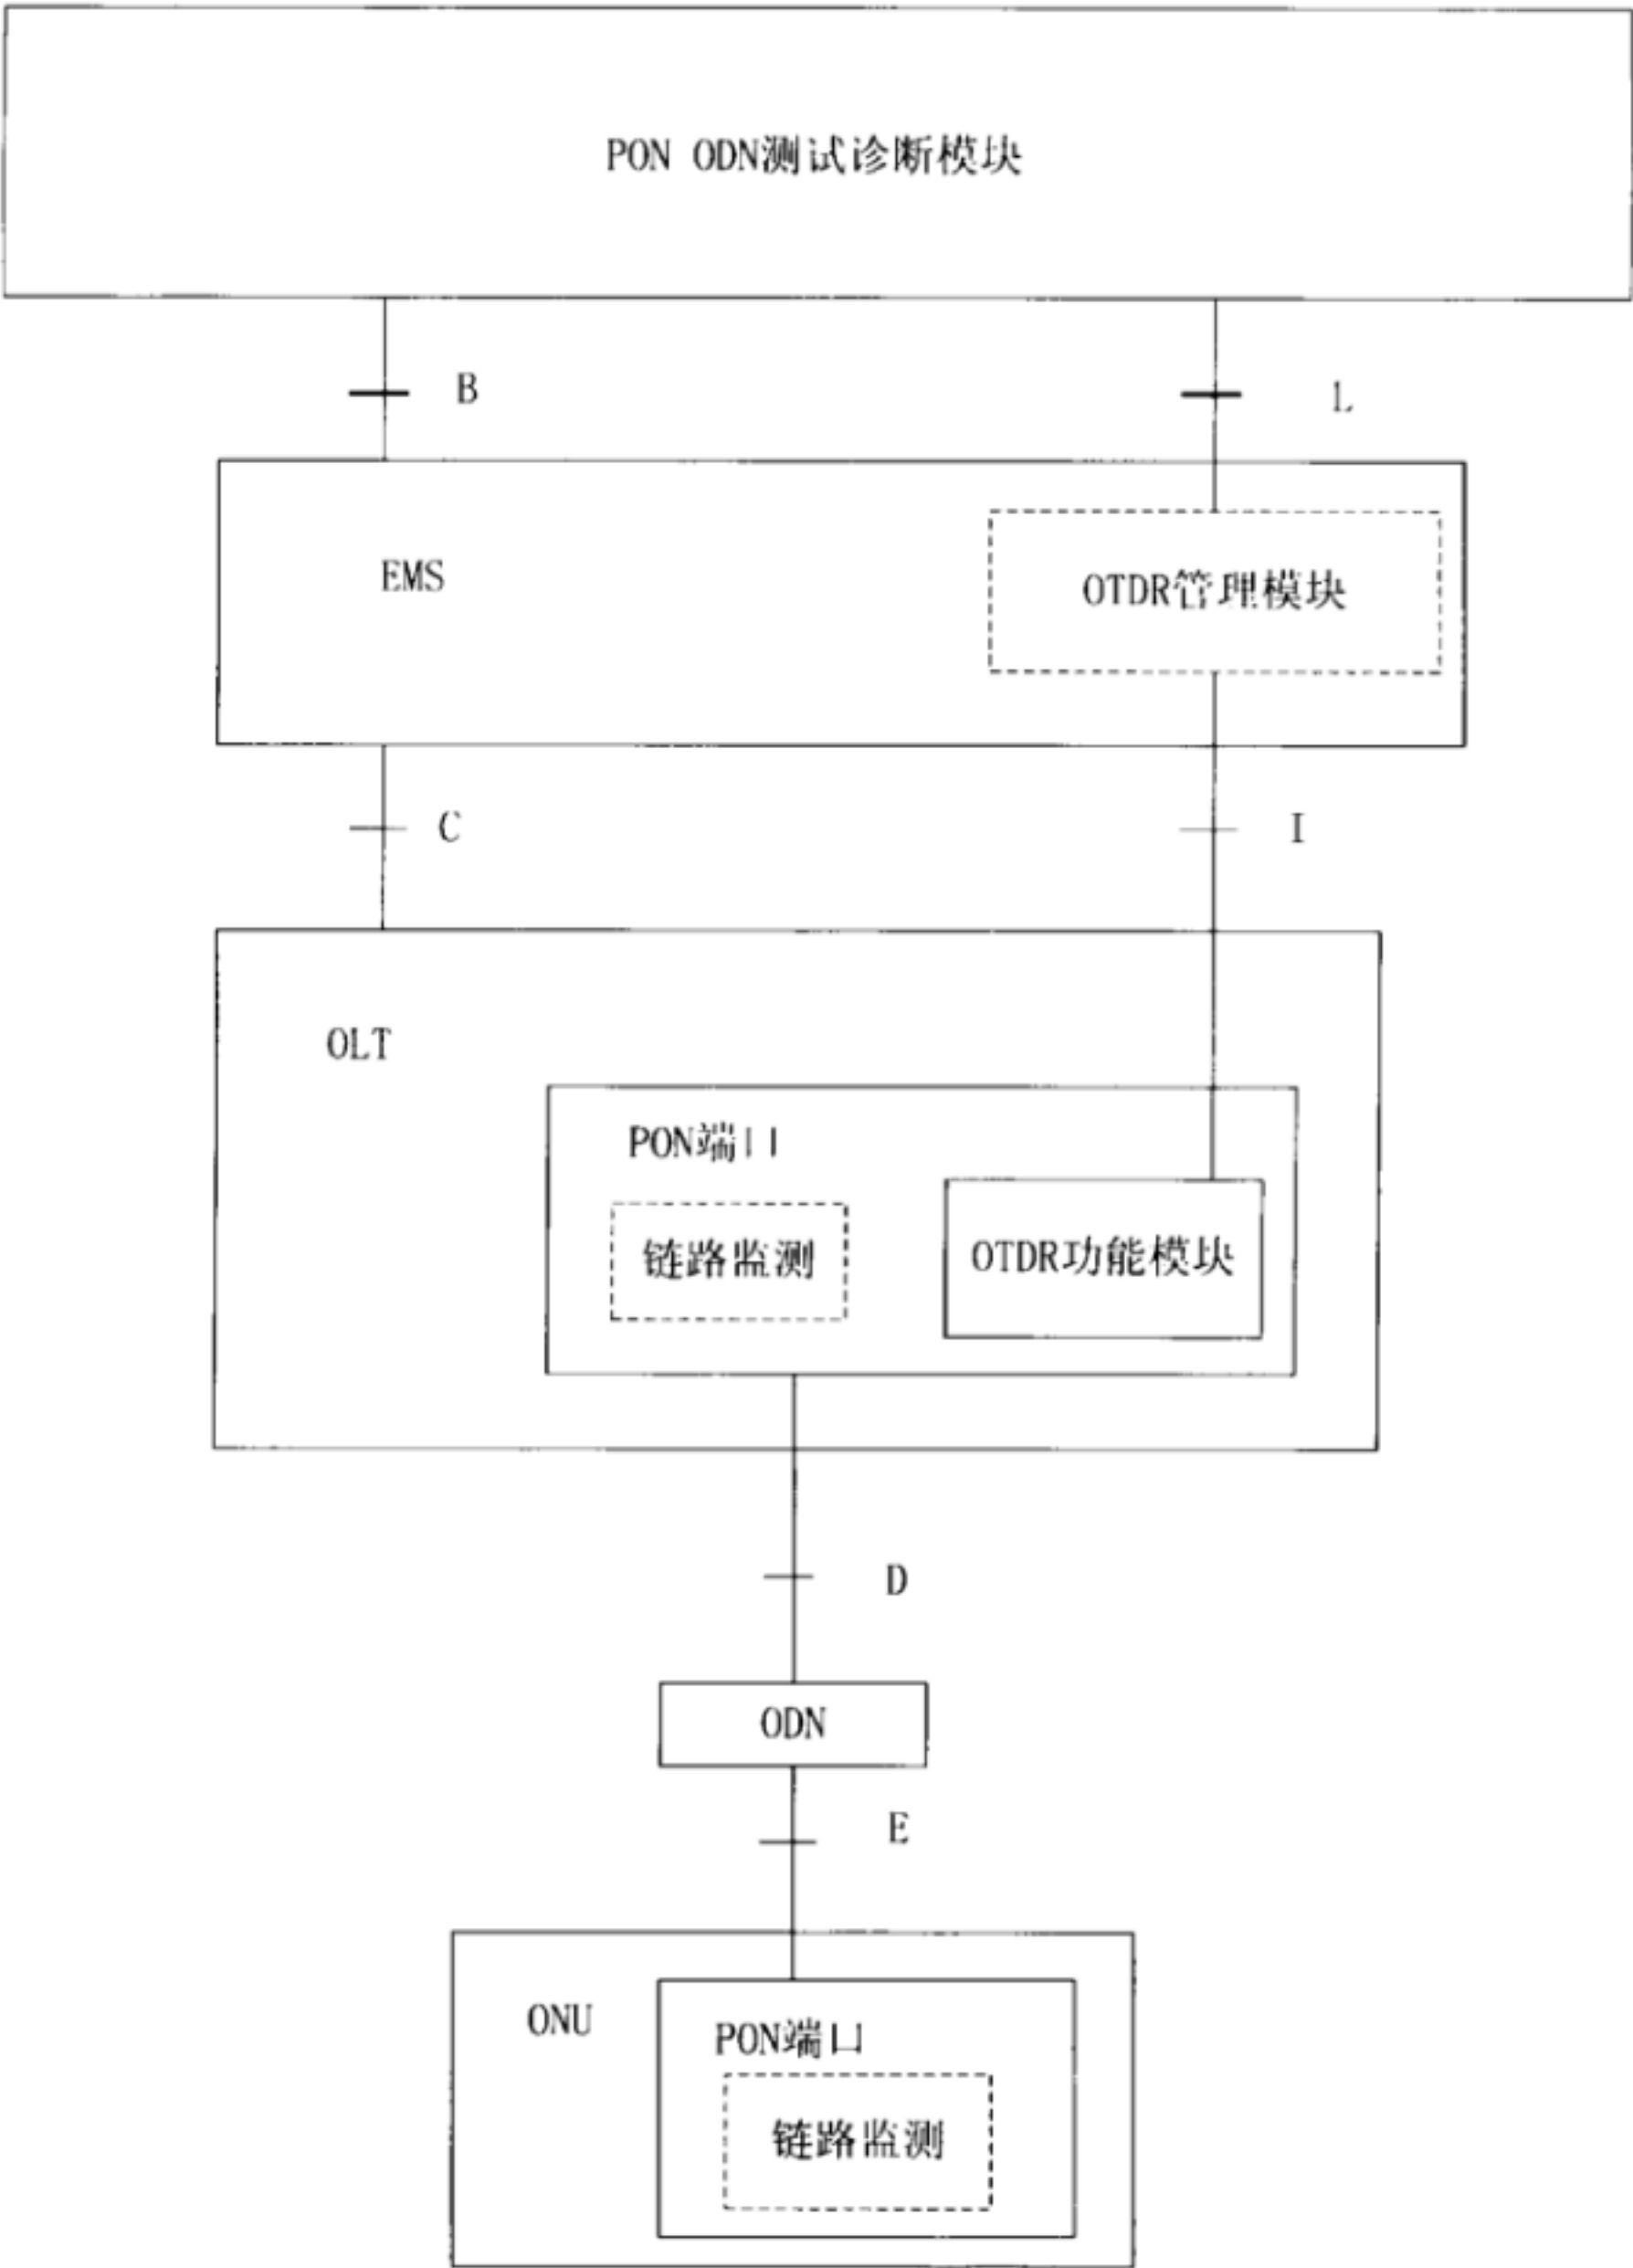 PON ODN测试诊断模块
B
L
EMS
OTDR管理模块
C
I
OLT
PON端口
链路监测
OTDR功能模块
D
ODN
E
ONU
PON端口
链路监测